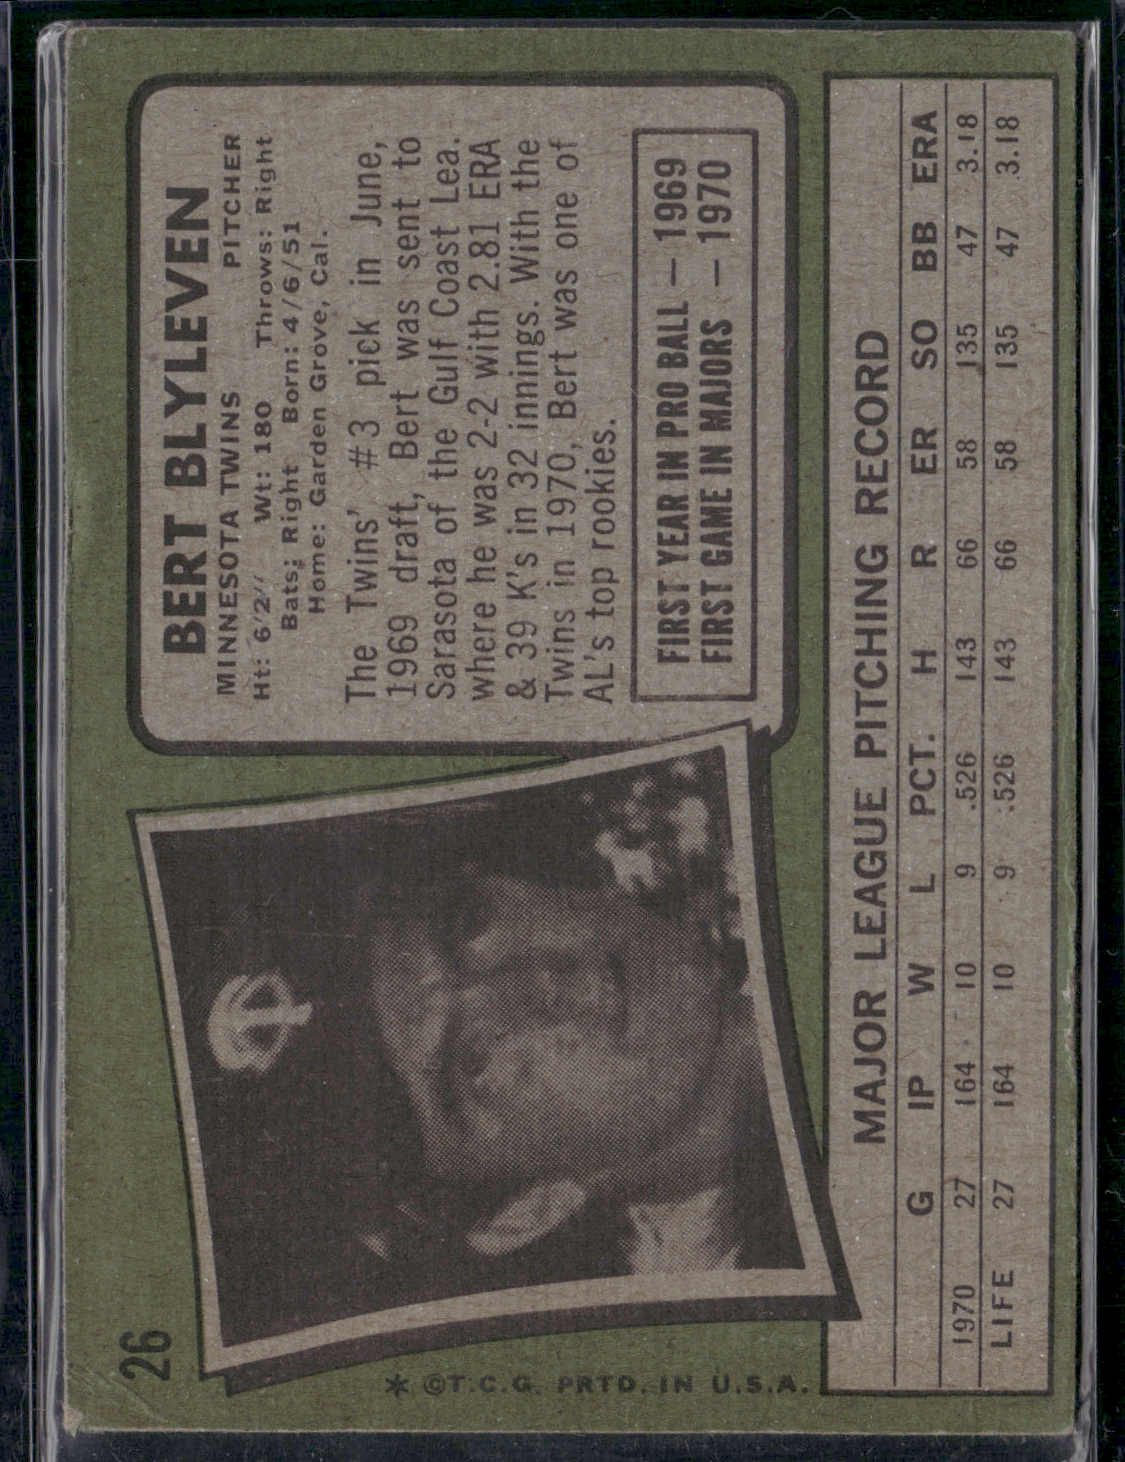 26
BERT BLYLEVEN
MINNESOTA TWINS PITCHER
Ht: 6'2" Wt: 180 Throws: Right
Bats: Right Born: 4/6/51
Home: Garden Grove, Cal.
The Twins' #3 pick in June,
1969 draft, Bert was sent to
Sarasota of the Gulf Coast Lea.
where he was 2-2 with 2.81 ERA
& 39 K's in 32 innings. With the
Twins in 1970, Bert was one of
AL's top rookies.
FIRST YEAR IN PRO BALL — 1969
FIRST GAME IN MAJORS — 1970
MAJOR LEAGUE PITCHING RECORD
G IP W L PCT. H R ER SO BB ERA
1970 27 164 10 9 .526 143 66 58 135 47 3.18
LIFE 27 164 10 9 .526 143 66 58 135 47 3.18
* ©T.C.G. PRTD. IN U.S.A.